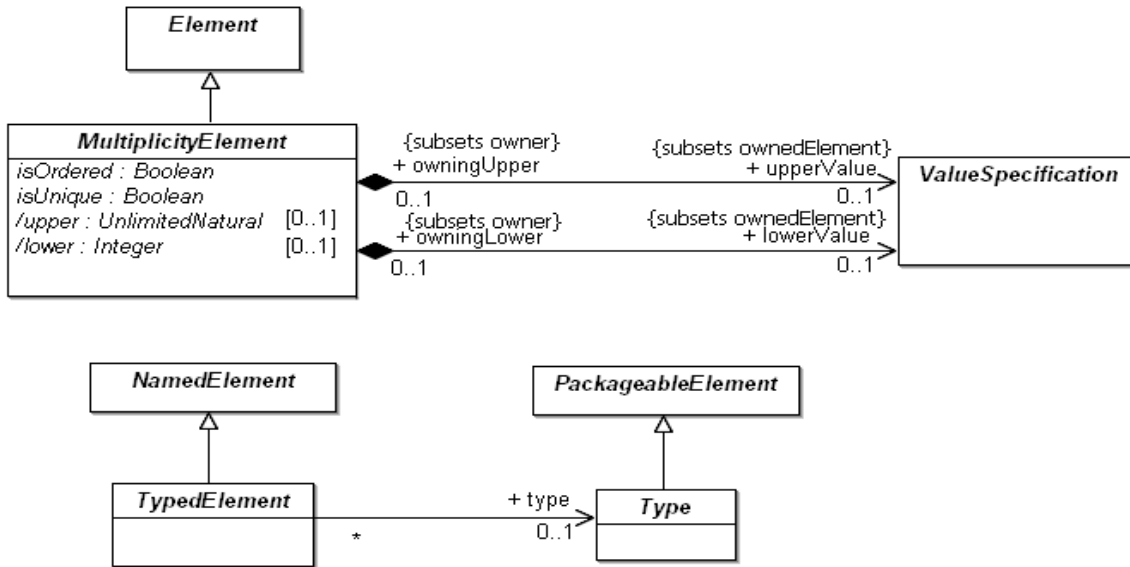 Element
MultiplicityElement
isOrdered : Boolean
isUnique : Boolean
/upper : UnlimitedNatural [0..1]
/lower : Integer [0..1]
{subsets owner}
+ owningUpper
0..1
{subsets ownedElement}
+ upperValue
0..1
{subsets owner}
+ owningLower
0..1
{subsets ownedElement}
+ lowerValue
0..1
ValueSpecification
NamedElement
PackageableElement
TypedElement
*
+ type
0..1
Type